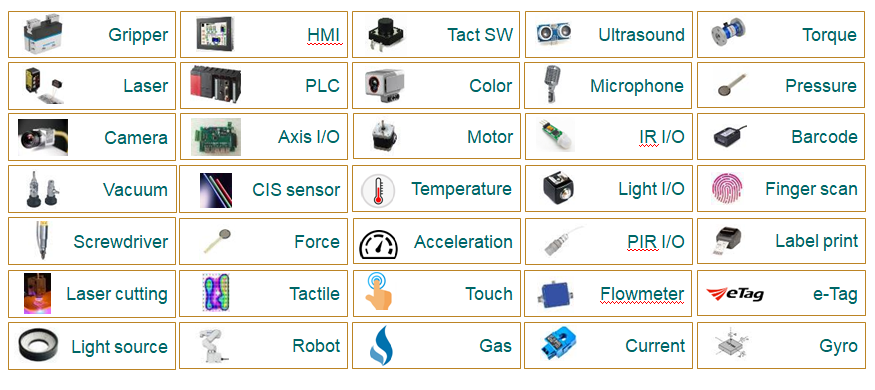 Gripper
HMI
Tact SW
Ultrasound
Torque
Laser
PLC
Color
Microphone
Pressure
Camera
Axis I/O
Motor
IR I/O
Barcode
Vacuum
CIS sensor
Temperature
Light I/O
Finger scan
Screwdriver
Force
Acceleration
PIR I/O
Label print
Laser cutting
Tactile
Touch
Flowmeter
eTag
e-Tag
Light source
Robot
Gas
Current
Gyro